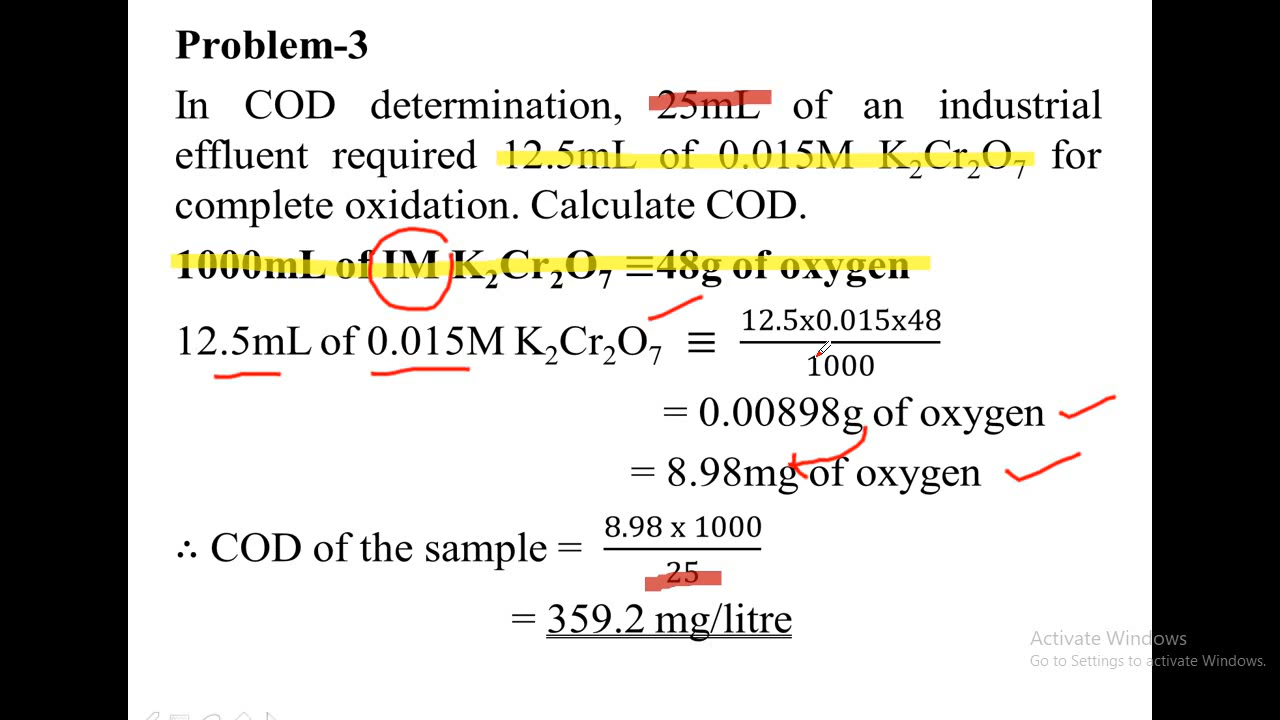 Problem-3
In COD determination, 25mL of an industrial
effluent required 12.5mL of 0.015M K₂Cr₂O₇ for
complete oxidation. Calculate COD.
1000mL of IM K₂Cr₂O₇ ≡48g of oxygen
12.5mL of 0.015M K₂Cr₂O₇ ≡ 12.5x0.015x48
1000
= 0.00898g of oxygen
= 8.98mg of oxygen
∴ COD of the sample = 8.98 x 1000
25
= 359.2 mg/litre
Activate Windows
Go to Settings to activate Windows.